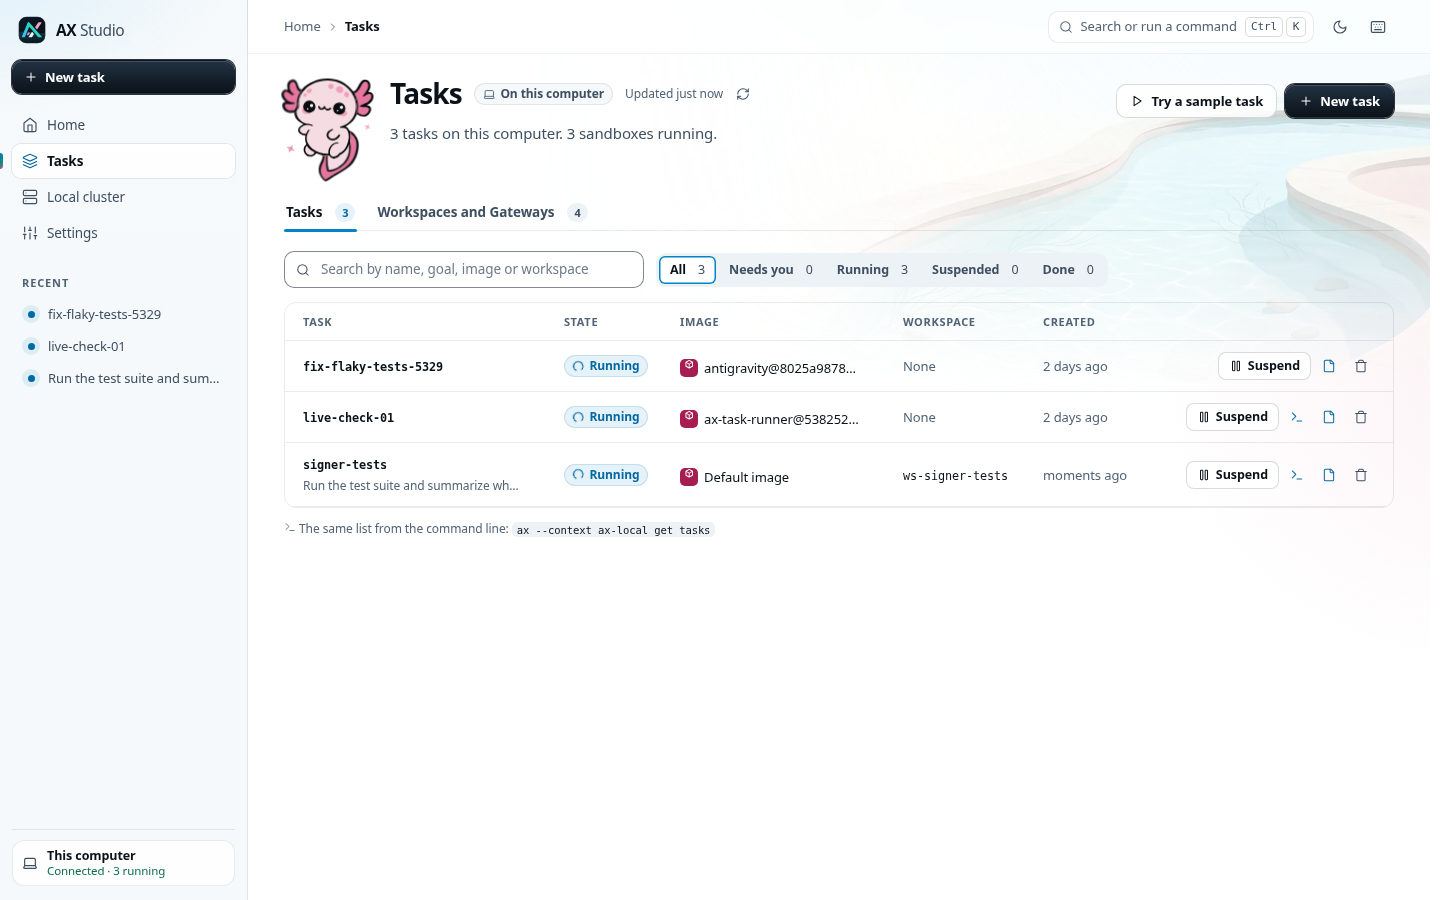 AX Studio
New task
Home
Tasks
Local cluster
Settings
RECENT
fix-flaky-tests-5329
live-check-01
Run the test suite and sum...
This computer
Connected · 3 running
Home > Tasks
Search or run a command Ctrl K
Tasks On this computer Updated just now
3 tasks on this computer. 3 sandboxes running.
Try a sample task
New task
Tasks 3 Workspaces and Gateways 4
Search by name, goal, image or workspace
All 3 Needs you 0 Running 3 Suspended 0 Done 0
TASK STATE IMAGE WORKSPACE CREATED
fix-flaky-tests-5329 Running antigravity@8025a9878... None 2 days ago Suspend
live-check-01 Running ax-task-runner@538252... None 2 days ago Suspend
signer-tests
Run the test suite and summarize wh... Running Default image ws-signer-tests moments ago Suspend
The same list from the command line: ax --context ax-local get tasks